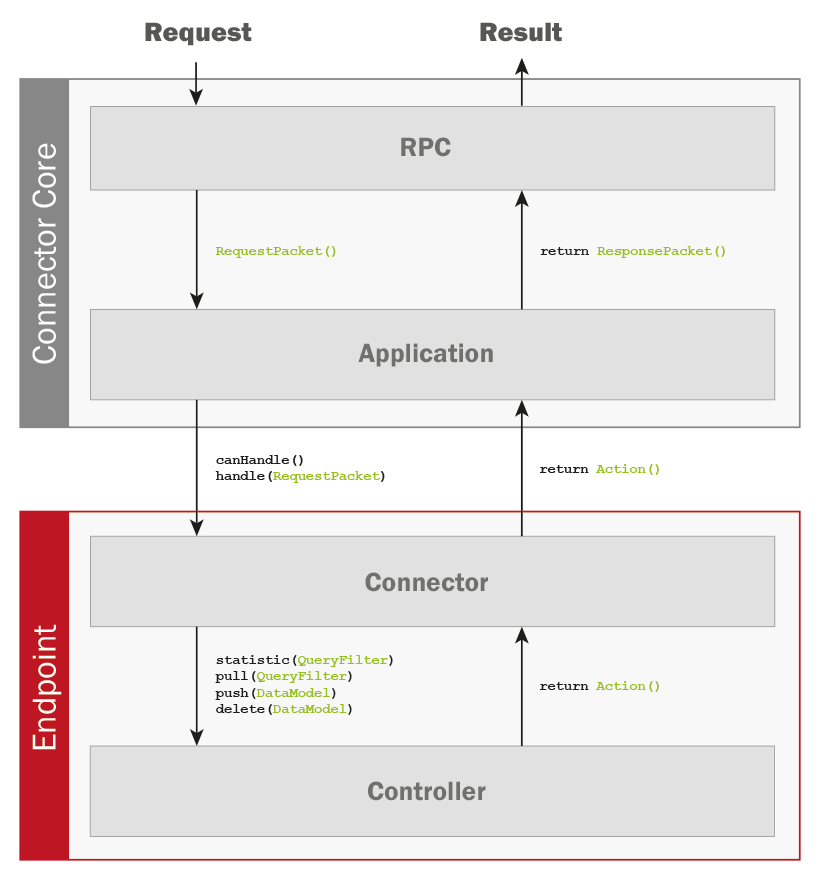 Request
Result
Connector Core
RPC
RequestPacket()
return ResponsePacket()
Application
canHandle()
handle(RequestPacket)
return Action()
Endpoint
Connector
statistic(QueryFilter)
pull(QueryFilter)
push(DataModel)
delete(DataModel)
return Action()
Controller